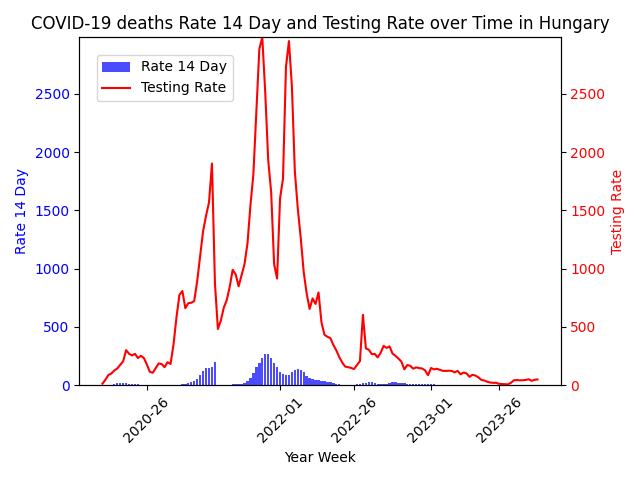 COVID-19 deaths Rate 14 Day and Testing Rate over Time in Hungary
Rate 14 Day
Testing Rate
2500
2000
1500
1000
500
0
Rate 14 Day
2500
2000
1500
1000
500
0
Testing Rate
2020-26
2022-01
2022-26
2023-01
2023-26
Year Week